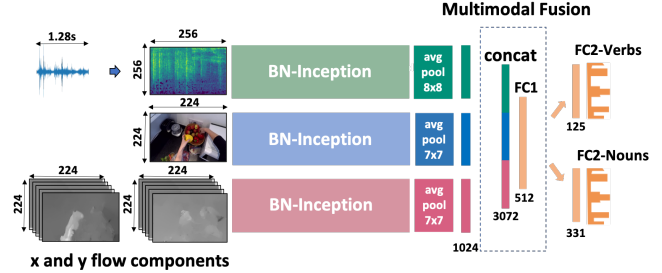 Multimodal Fusion
1.28s
256
256
BN-Inception
avg
pool
8x8
concat
FC1
FC2-Verbs
125
224
224
BN-Inception
avg
pool
7x7
224
224
224
BN-Inception
avg
pool
7x7
1024
3072
512
FC2-Nouns
331
x and y flow components